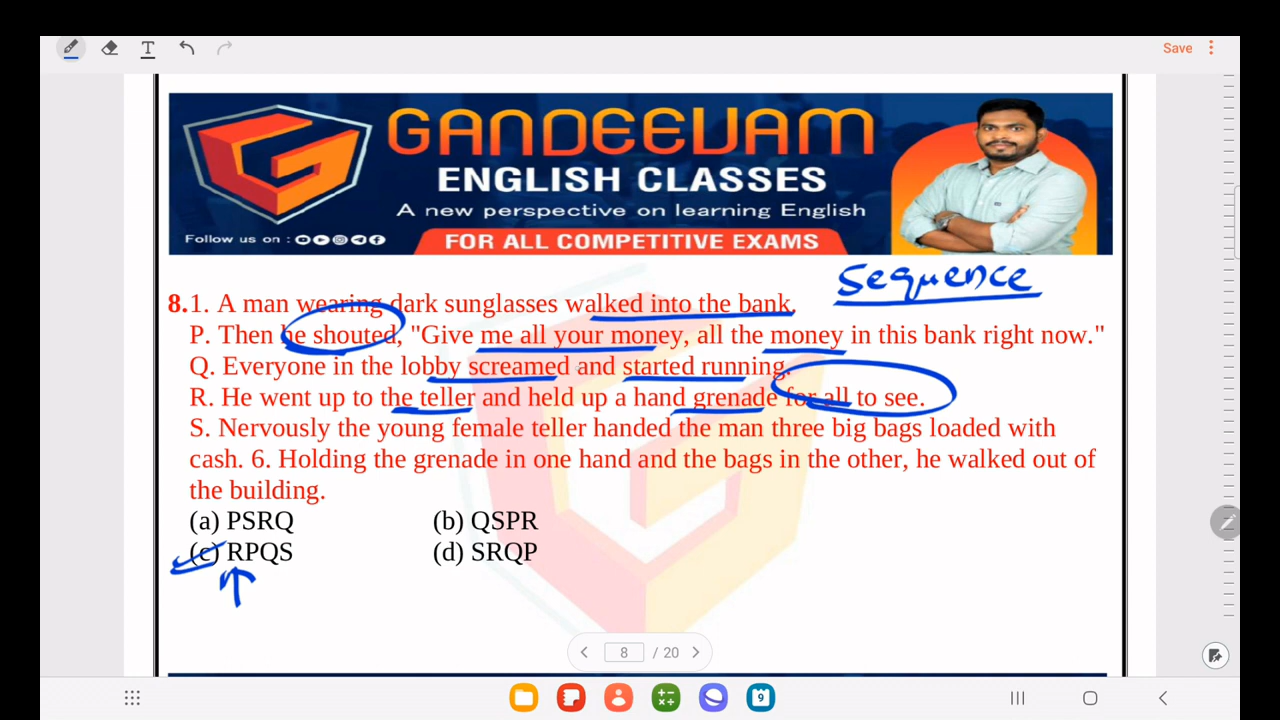 T
Save
GANDEEVAM
ENGLISH CLASSES
A new perspective on learning English
Follow us on :
FOR ALL COMPETITIVE EXAMS
Sequence
8.1. A man wearing dark sunglasses walked into the bank.
P. Then he shouted, "Give me all your money, all the money in this bank right now."
Q. Everyone in the lobby screamed and started running.
R. He went up to the teller and held up a hand grenade for all to see.
S. Nervously the young female teller handed the man three big bags loaded with
cash. 6. Holding the grenade in one hand and the bags in the other, he walked out of
the building.
(a) PSRQ (b) QSPR
(c) RPQS (d) SRQP
8 / 20
9